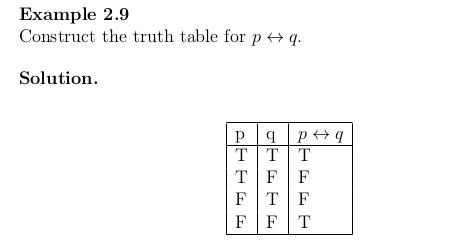 Example 2.9
Construct the truth table for p ↔ q.
Solution.
p q p ↔ q
T T T
T F F
F T F
F F T